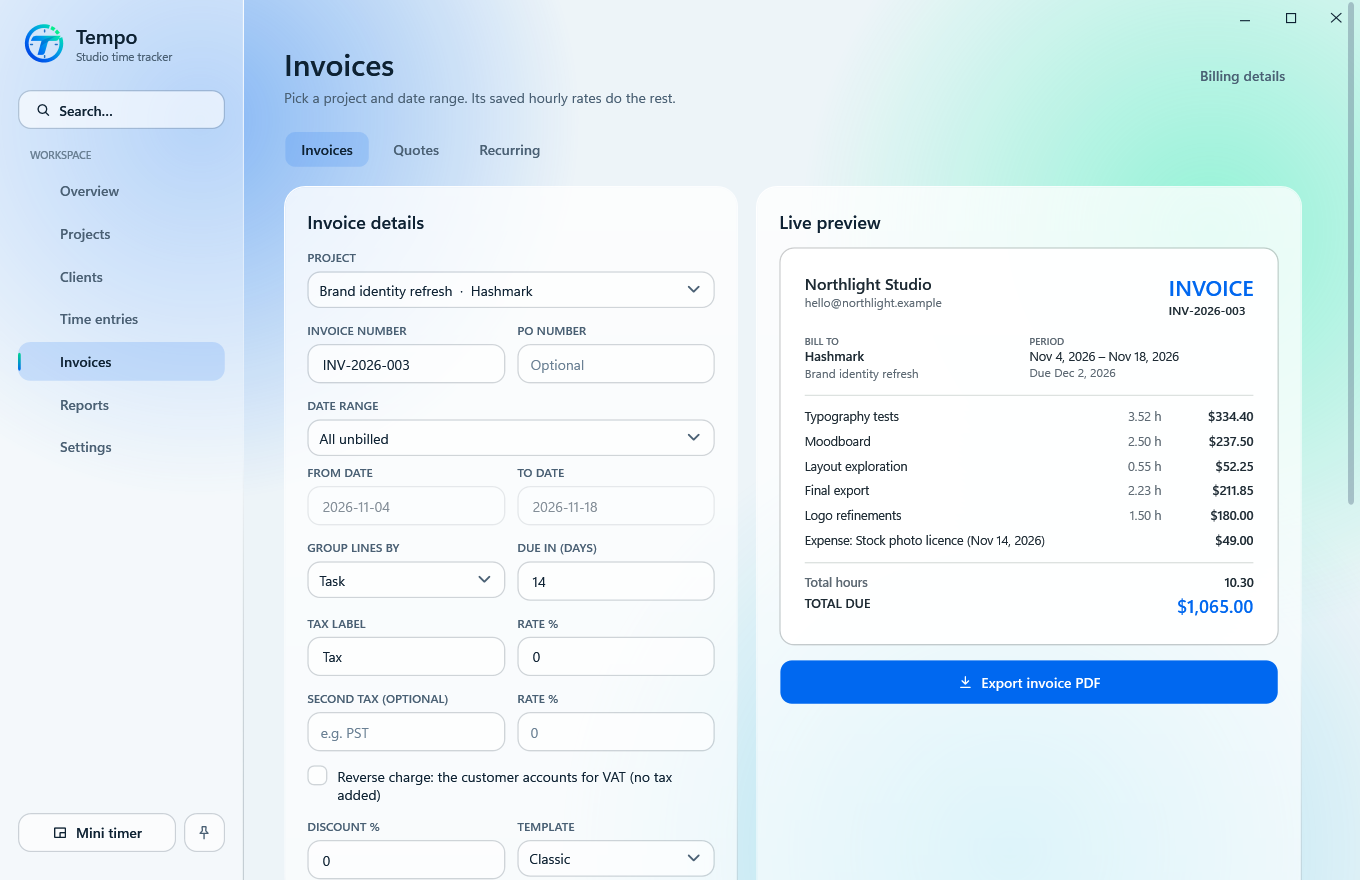 Tempo
Studio time tracker
Search...
WORKSPACE
Overview
Projects
Clients
Time entries
Invoices
Reports
Settings
Mini timer
Invoices
Pick a project and date range. Its saved hourly rates do the rest.
Billing details
Invoices
Quotes
Recurring
Invoice details
PROJECT
Brand identity refresh · Hashmark
INVOICE NUMBER
PO NUMBER
INV-2026-003
Optional
DATE RANGE
All unbilled
FROM DATE
TO DATE
2026-11-04
2026-11-18
GROUP LINES BY
DUE IN (DAYS)
Task
14
TAX LABEL
RATE %
Tax
0
SECOND TAX (OPTIONAL)
RATE %
e.g. PST
0
Reverse charge: the customer accounts for VAT (no tax
added)
DISCOUNT %
TEMPLATE
0
Classic
Live preview
Northlight Studio
hello@northlight.example
INVOICE
INV-2026-003
BILL TO
Hashmark
Brand identity refresh
PERIOD
Nov 4, 2026 – Nov 18, 2026
Due Dec 2, 2026
Typography tests 3.52 h $334.40
Moodboard 2.50 h $237.50
Layout exploration 0.55 h $52.25
Final export 2.23 h $211.85
Logo refinements 1.50 h $180.00
Expense: Stock photo licence (Nov 14, 2026) $49.00
Total hours 10.30
TOTAL DUE $1,065.00
Export invoice PDF